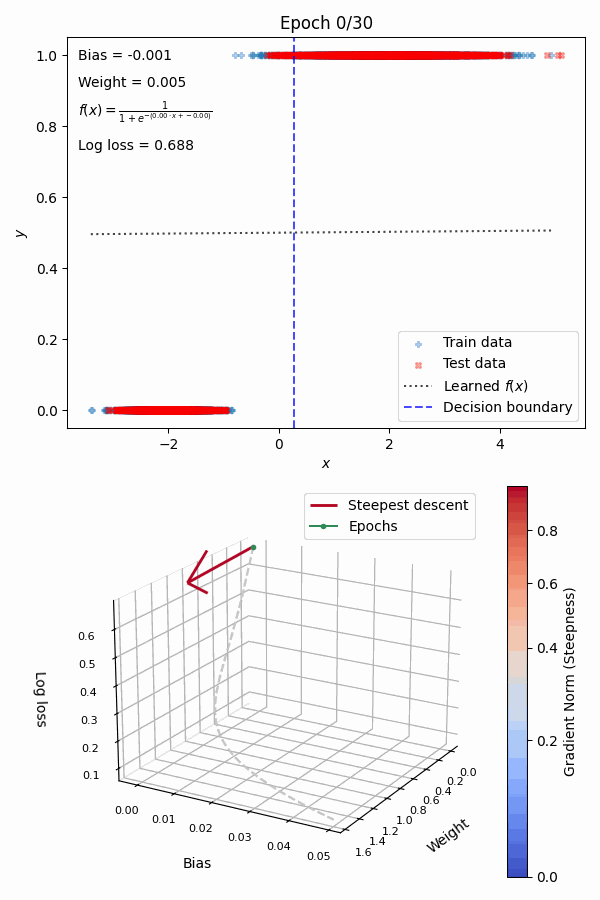 Epoch 0/30
Bias = -0.001
Weight = 0.005
f(x) = 1 / 1 + e^−(0.00 · x + −0.00)
Log loss = 0.688
1.0
0.8
0.6
0.4
0.2
0.0
y
Train data
Test data
Learned f(x)
Decision boundary
−2 0 2 4
x
Steepest descent
Epochs
0.6
0.5
0.4
0.3
0.2
0.1
Log loss
0.00 0.01 0.02 0.03 0.04 0.05
Bias
0.0
0.2
0.4
0.6
0.8
1.0
1.2
1.4
1.6
Weight
0.8
0.6
0.4
0.2
0.0
Gradient Norm (Steepness)